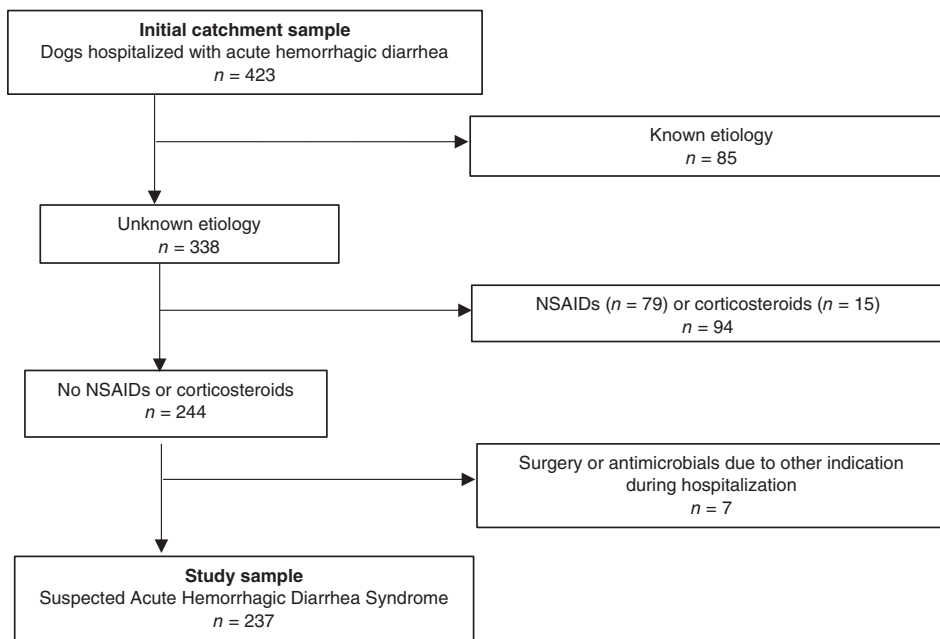 Initial catchment sample
Dogs hospitalized with acute hemorrhagic diarrhea
n = 423
Known etiology
n = 85
Unknown etiology
n = 338
NSAIDs (n = 79) or corticosteroids (n = 15)
n = 94
No NSAIDs or corticosteroids
n = 244
Surgery or antimicrobials due to other indication
during hospitalization
n = 7
Study sample
Suspected Acute Hemorrhagic Diarrhea Syndrome
n = 237